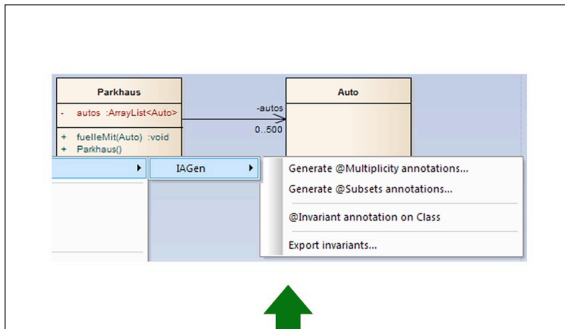 Parkhaus
- autos :ArrayList<Auto>
+ fuelleMit(Auto) :void
+ Parkhaus()
-autos
0..500
Auto
IAGen
Generate @Multiplicity annotations...
Generate @Subsets annotations...
@Invariant annotation on Class
Export invariants...